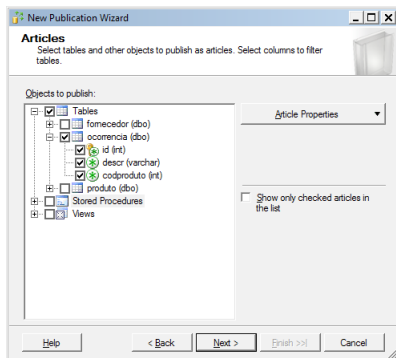 New Publication Wizard
Articles
Select tables and other objects to publish as articles. Select columns to filter
tables.
Objects to publish:
Tables
fornecedor (dbo)
ocorrencia (dbo)
id (int)
descr (varchar)
codproduto (int)
produto (dbo)
Stored Procedures
Views
Article Properties
Show only checked articles in
the list
Help
< Back
Next >
Finish >>|
Cancel